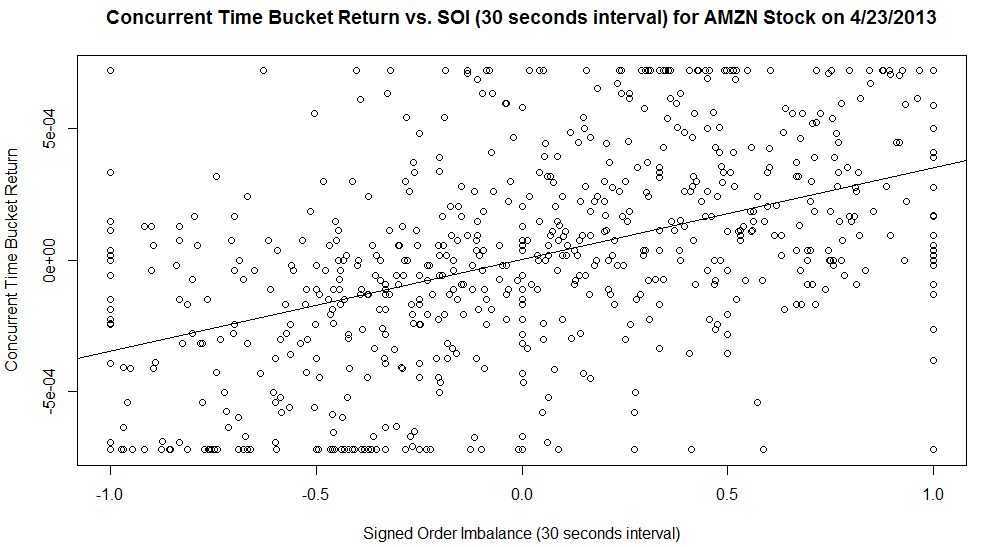 Concurrent Time Bucket Return vs. SOI (30 seconds interval) for AMZN Stock on 4/23/2013
Concurrent Time Bucket Return
5e-04
0e+00
-5e-04
-1.0
-0.5
0.0
0.5
1.0
Signed Order Imbalance (30 seconds interval)